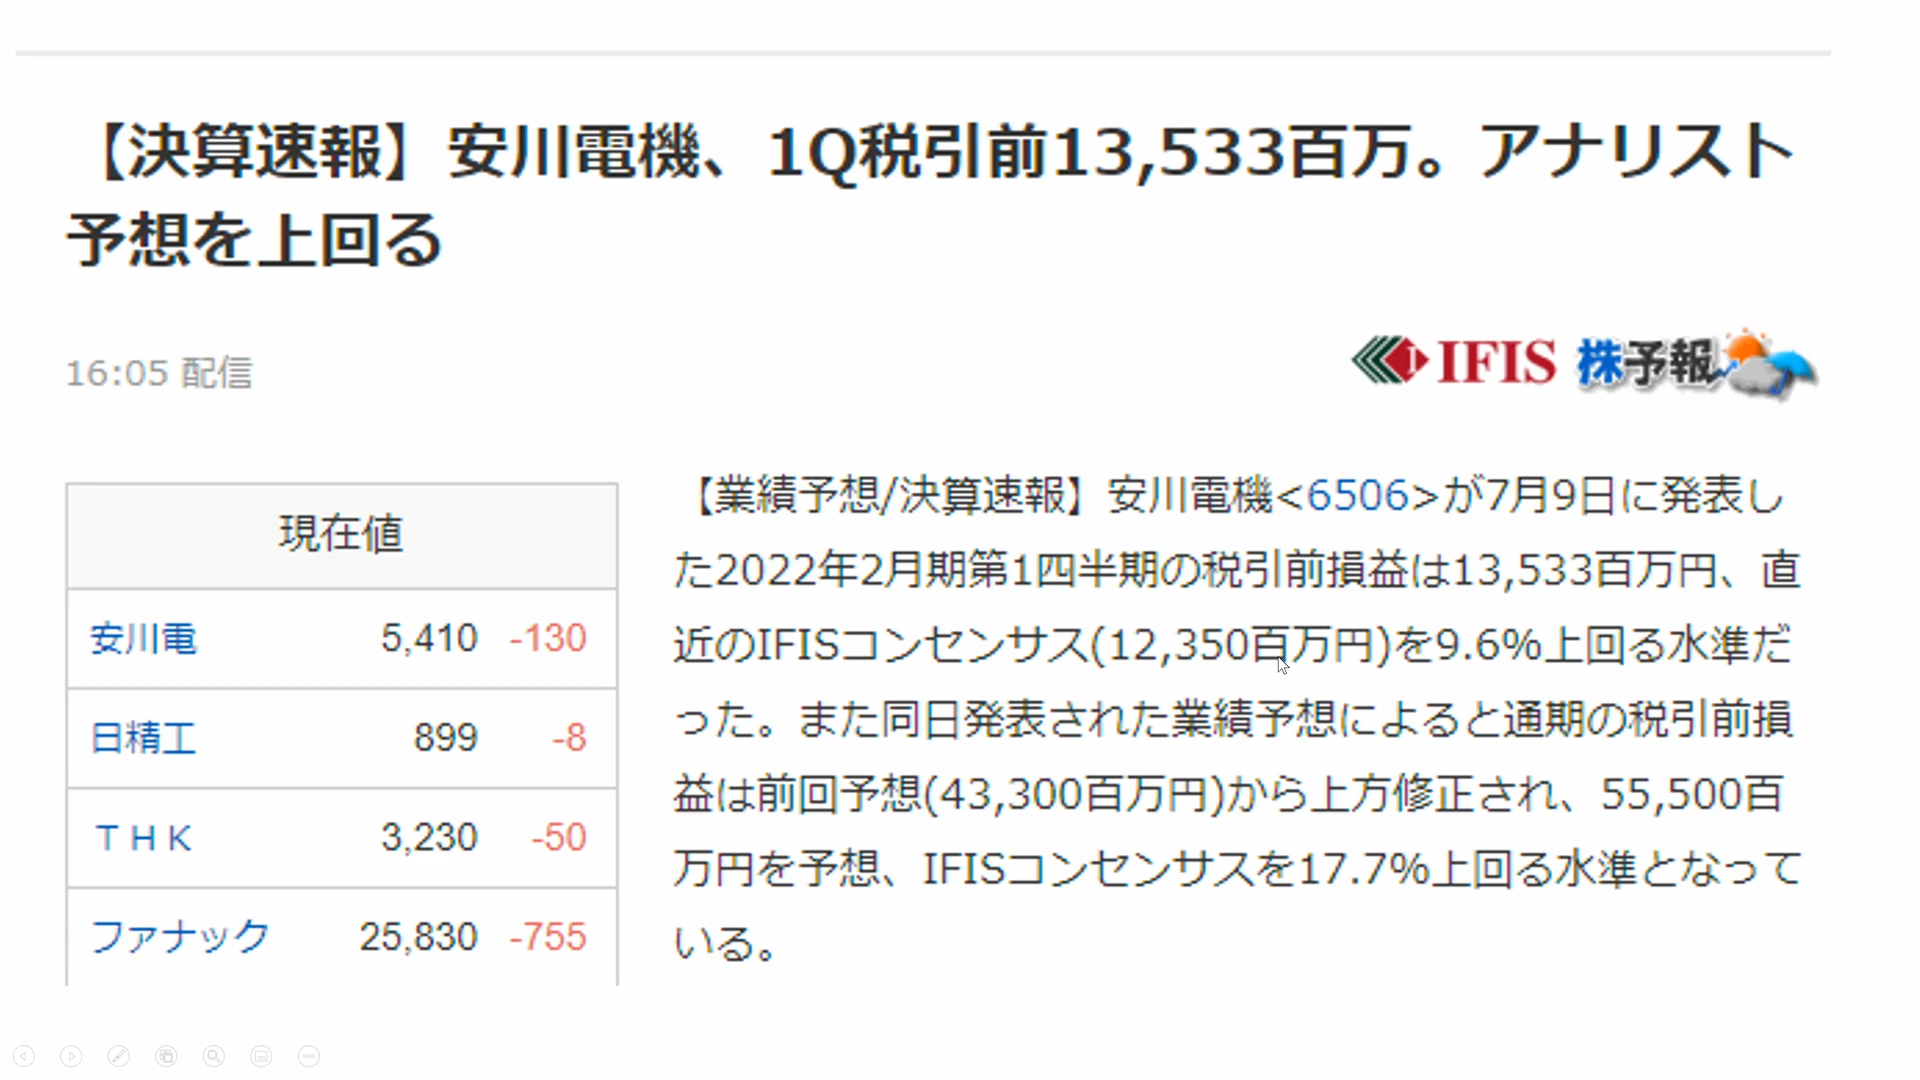 【決算速報】安川電機、1Q税引前13,533百万。アナリスト
予想を上回る
16:05 配信
IFIS 株予報
現在値
安川電 5,410 -130
日精工 899 -8
ＴＨＫ 3,230 -50
ファナック 25,830 -755
【業績予想/決算速報】安川電機<6506>が7月9日に発表し
た2022年2月期第1四半期の税引前損益は13,533百万円、直
近のIFISコンセンサス(12,350百万円)を9.6%上回る水準だ
った。また同日発表された業績予想によると通期の税引前損
益は前回予想(43,300百万円)から上方修正され、55,500百
万円を予想、IFISコンセンサスを17.7%上回る水準となって
いる。